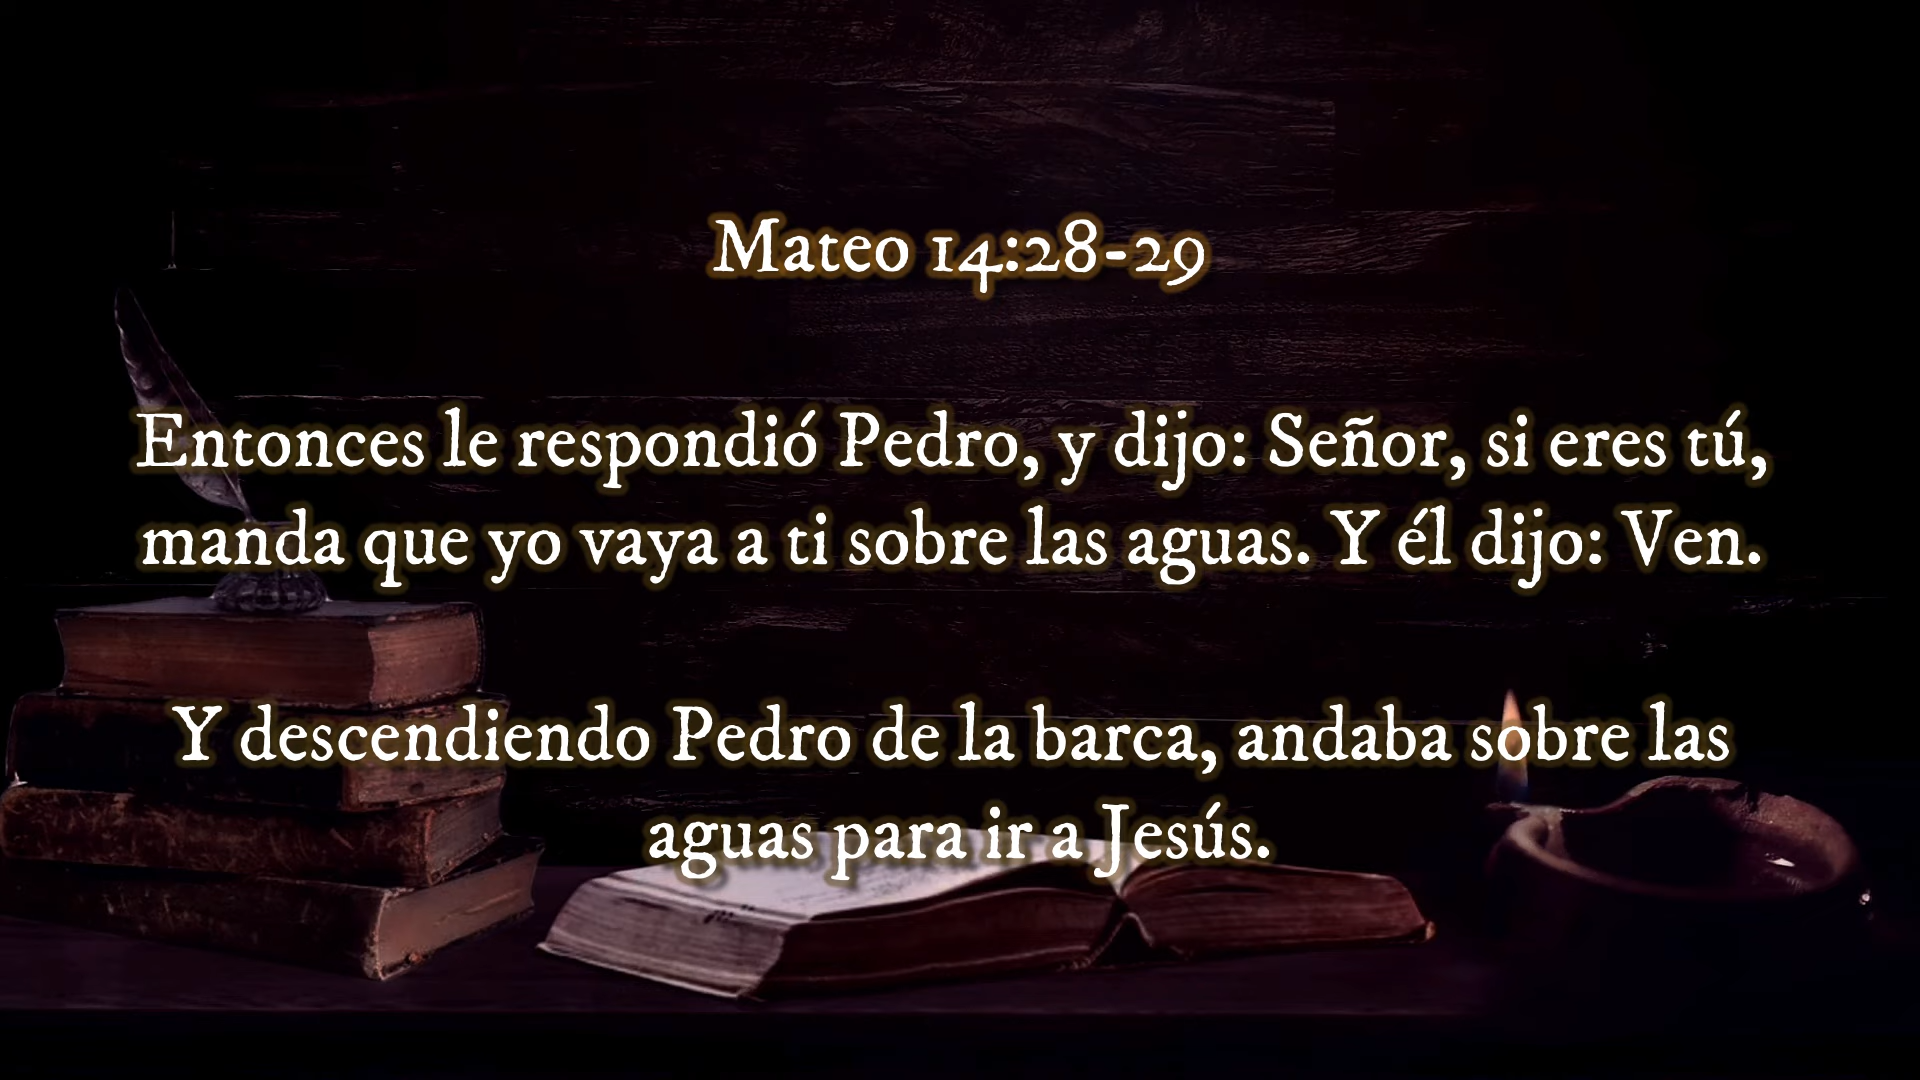 Mateo 14:28-29
Entonces le respondió Pedro, y dijo: Señor, si eres tú,
manda que yo vaya a ti sobre las aguas. Y él dijo: Ven.
Y descendiendo Pedro de la barca, andaba sobre las
aguas para ir a Jesús.